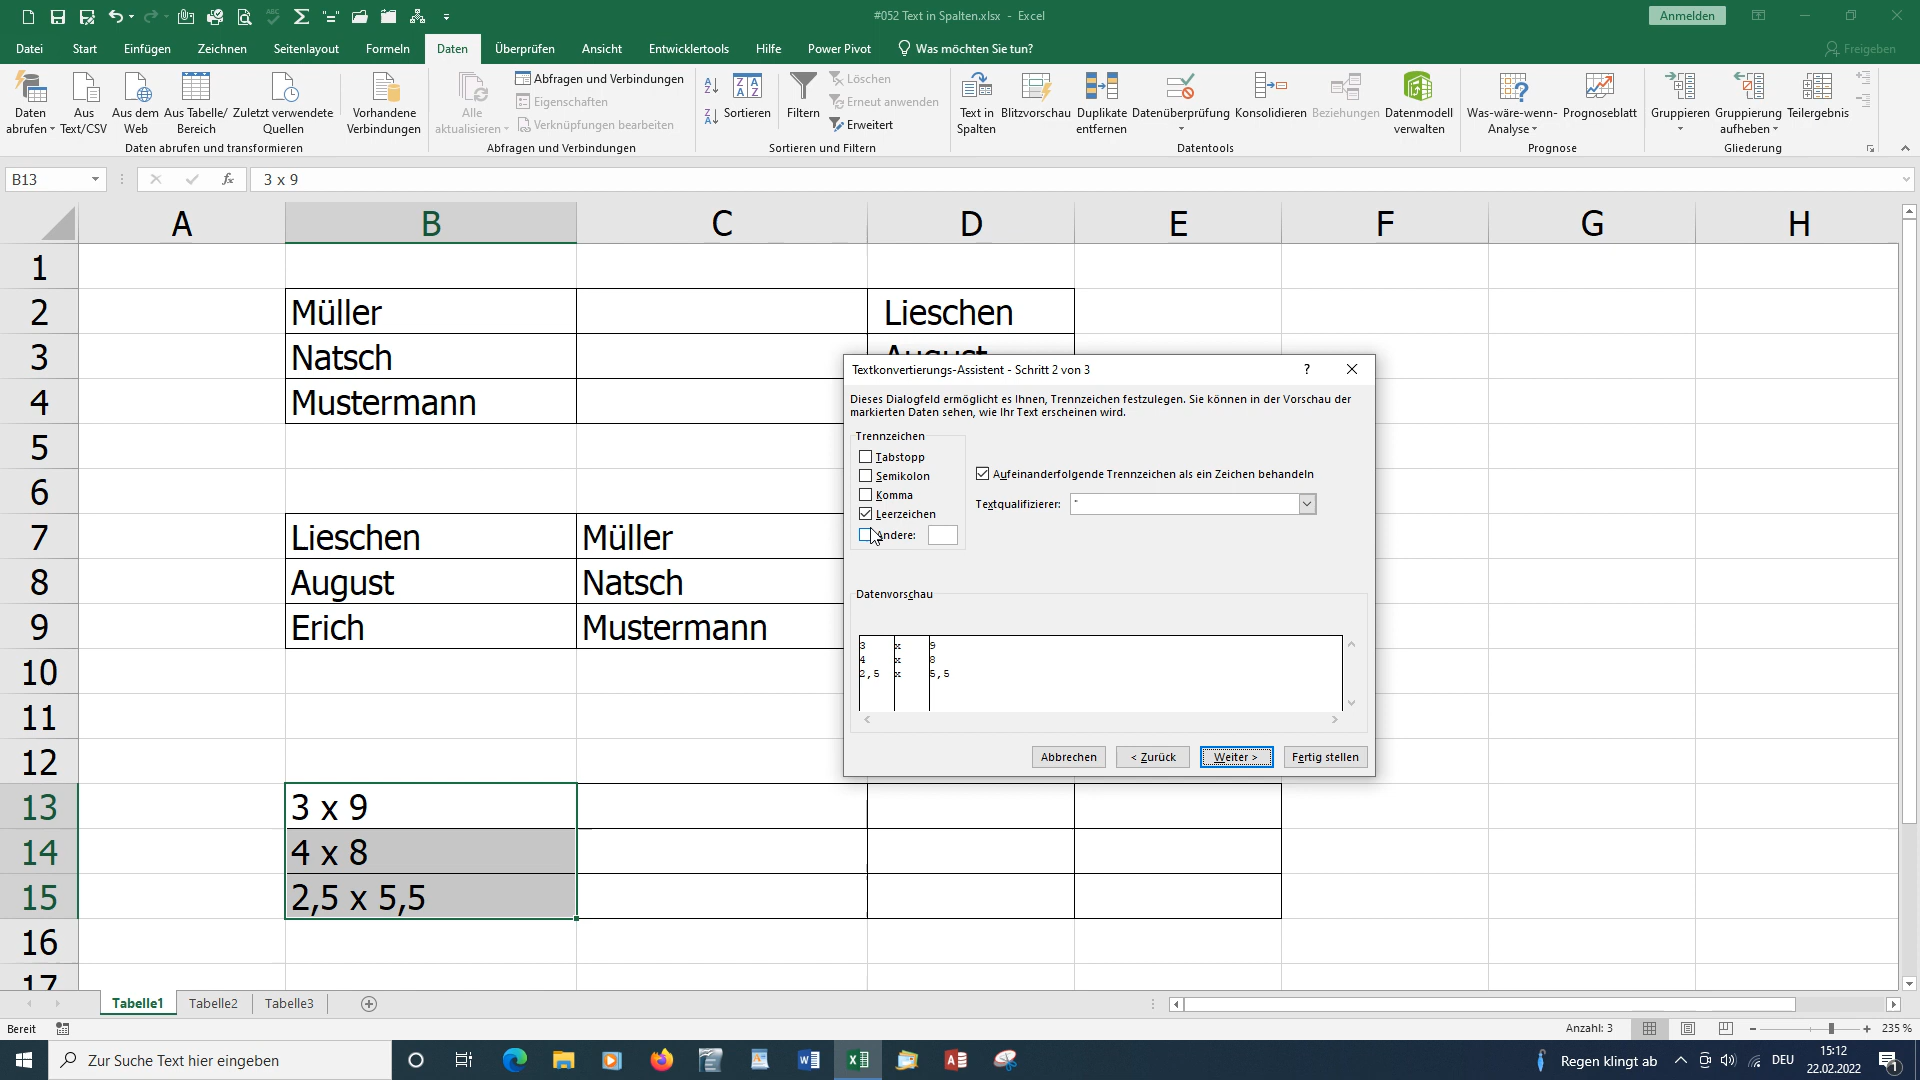 #052 Text in Spalten.xlsx - Excel
Anmelden
Datei Start Einfügen Zeichnen Seitenlayout Formeln Daten Überprüfen Ansicht Entwicklertools Hilfe Power Pivot Was möchten Sie tun? Freigeben
Daten abrufen
Aus Text/CSV
Aus dem Web
Aus Tabelle/ Bereich
Zuletzt verwendete Quellen
Vorhandene Verbindungen
Daten abrufen und transformieren
Alle aktualisieren
Abfragen und Verbindungen
Eigenschaften
Verknüpfungen bearbeiten
Abfragen und Verbindungen
Sortieren
Filtern
Löschen
Erneut anwenden
Erweitert
Sortieren und Filtern
Text in Spalten
Blitzvorschau
Duplikate entfernen
Datenüberprüfung
Konsolidieren
Beziehungen
Datenmodell verwalten
Datentools
Was-wäre-wenn-Analyse
Prognoseblatt
Prognose
Gruppieren
Gruppierung aufheben
Teilergebnis
Gliederung
B13 fx 3 x 9
A B C D E F G H
1
2 Müller Lieschen
3 Natsch August
4 Mustermann
5
6
7 Lieschen Müller
8 August Natsch
9 Erich Mustermann
10
11
12
13 3 x 9
14 4 x 8
15 2,5 x 5,5
16
17
Textkonvertierungs-Assistent - Schritt 2 von 3 ?
Dieses Dialogfeld ermöglicht es Ihnen, Trennzeichen festzulegen. Sie können in der Vorschau der
markierten Daten sehen, wie Ihr Text erscheinen wird.
Trennzeichen
Tabstopp
Semikolon
Komma
Leerzeichen
Andere:
Aufeinanderfolgende Trennzeichen als ein Zeichen behandeln
Textqualifizierer: "
Datenvorschau
3 x 9
4 x 8
2,5 x 5,5
Abbrechen < Zurück Weiter > Fertig stellen
Tabelle1 Tabelle2 Tabelle3
Bereit Anzahl: 3 235 %
Zur Suche Text hier eingeben
Regen klingt ab DEU 15:12
22.02.2022
1